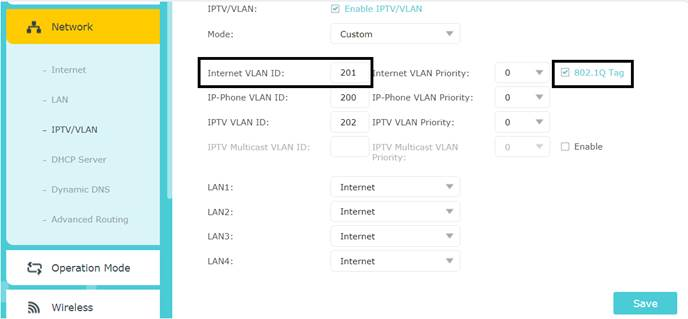 IPTV/VLAN: Enable IPTV/VLAN
Network
Mode: Custom
Internet
Internet VLAN ID: 201 Internet VLAN Priority: 0 802.1Q Tag
LAN
IP-Phone VLAN ID: 200 IP-Phone VLAN Priority: 0
IPTV/VLAN
IPTV VLAN ID: 202 IPTV VLAN Priority: 0
DHCP Server
IPTV Multicast VLAN ID: IPTV Multicast VLAN Priority: 0 Enable
Dynamic DNS
LAN1: Internet
LAN2: Internet
Advanced Routing
LAN3: Internet
LAN4: Internet
Operation Mode
Wireless
Save